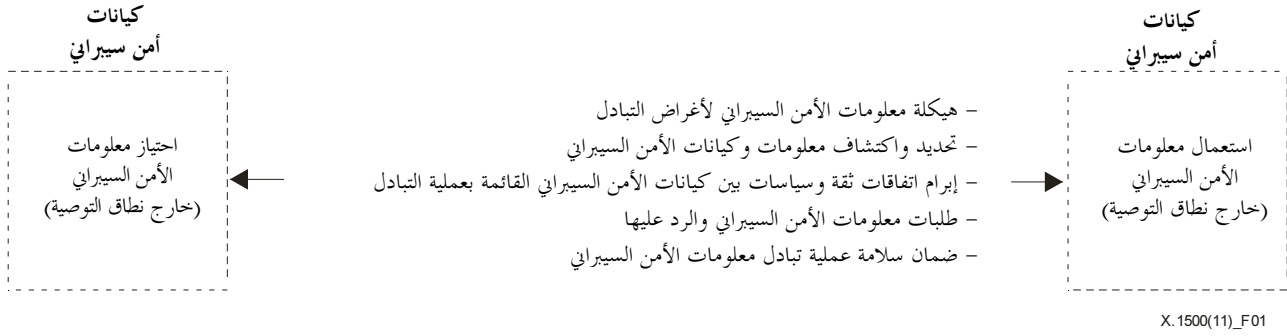 كيانات
أمن سيبراني
استعمال معلومات
الأمن السيبراني
(خارج نطاق التوصية)
– هيكلة معلومات الأمن السيبراني لأغراض التبادل
– تحديد واكتشاف معلومات وكيانات الأمن السيبراني
– إبرام اتفاقات ثقة وسياسات بين كيانات الأمن السيبراني القائمة بعملية التبادل
– طلبات معلومات الأمن السيبراني والرد عليها
– ضمان سلامة عملية تبادل معلومات الأمن السيبراني
كيانات
أمن سيبراني
احتياز معلومات
الأمن السيبراني
(خارج نطاق التوصية)
X.1500(11)_F01